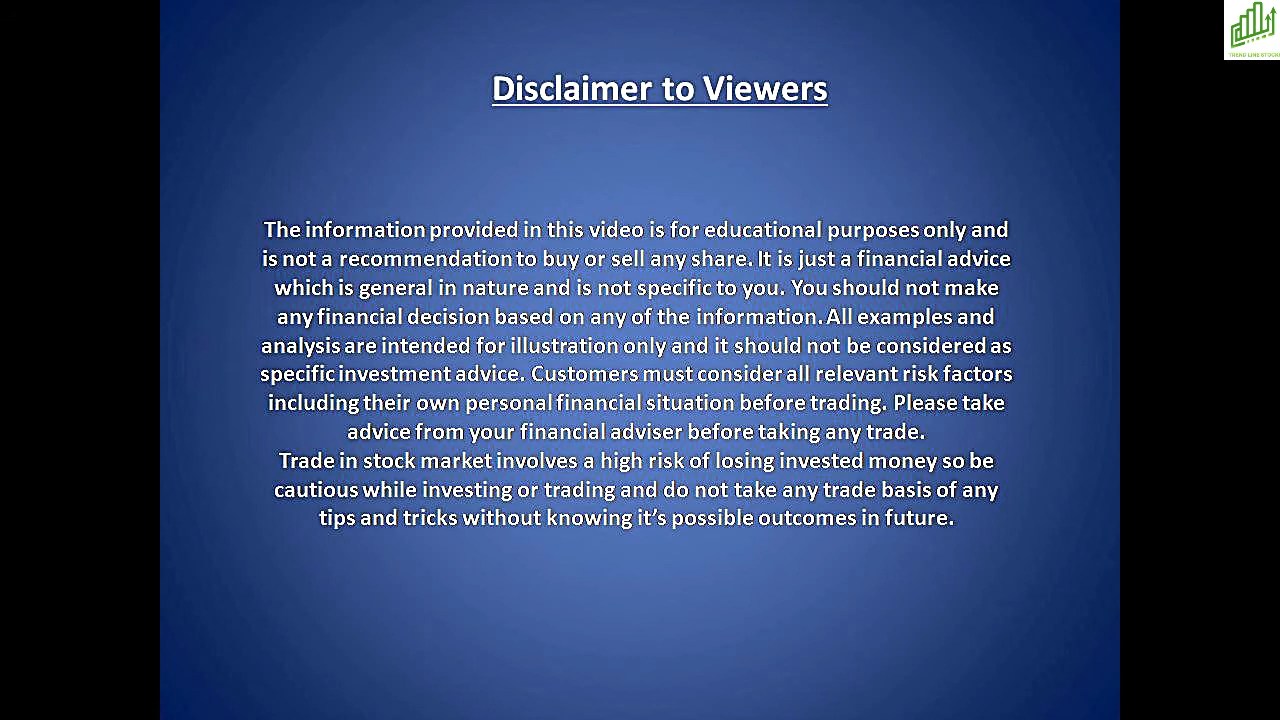 Disclaimer to Viewers
The information provided in this video is for educational purposes only and
is not a recommendation to buy or sell any share. It is just a financial advice
which is general in nature and is not specific to you. You should not make
any financial decision based on any of the information. All examples and
analysis are intended for illustration only and it should not be considered as
specific investment advice. Customers must consider all relevant risk factors
including their own personal financial situation before trading. Please take
advice from your financial adviser before taking any trade.
Trade in stock market involves a high risk of losing invested money so be
cautious while investing or trading and do not take any trade basis of any
tips and tricks without knowing it's possible outcomes in future.
TREND LINE